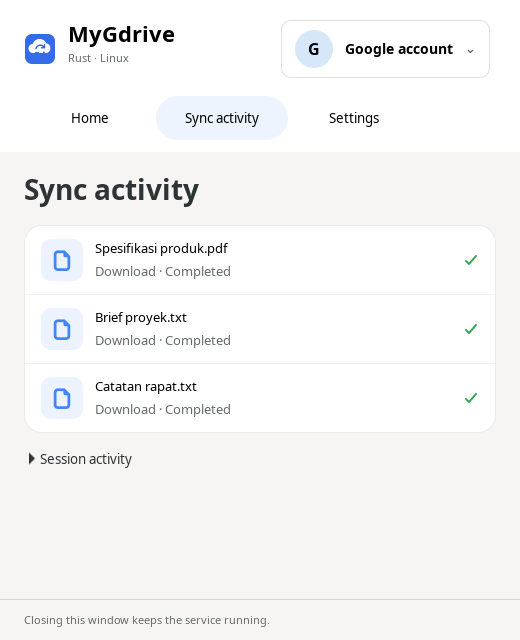 MyGdrive
Rust · Linux
G
Google account
Home
Sync activity
Settings
Sync activity
Spesifikasi produk.pdf
Download · Completed
Brief proyek.txt
Download · Completed
Catatan rapat.txt
Download · Completed
Session activity
Closing this window keeps the service running.